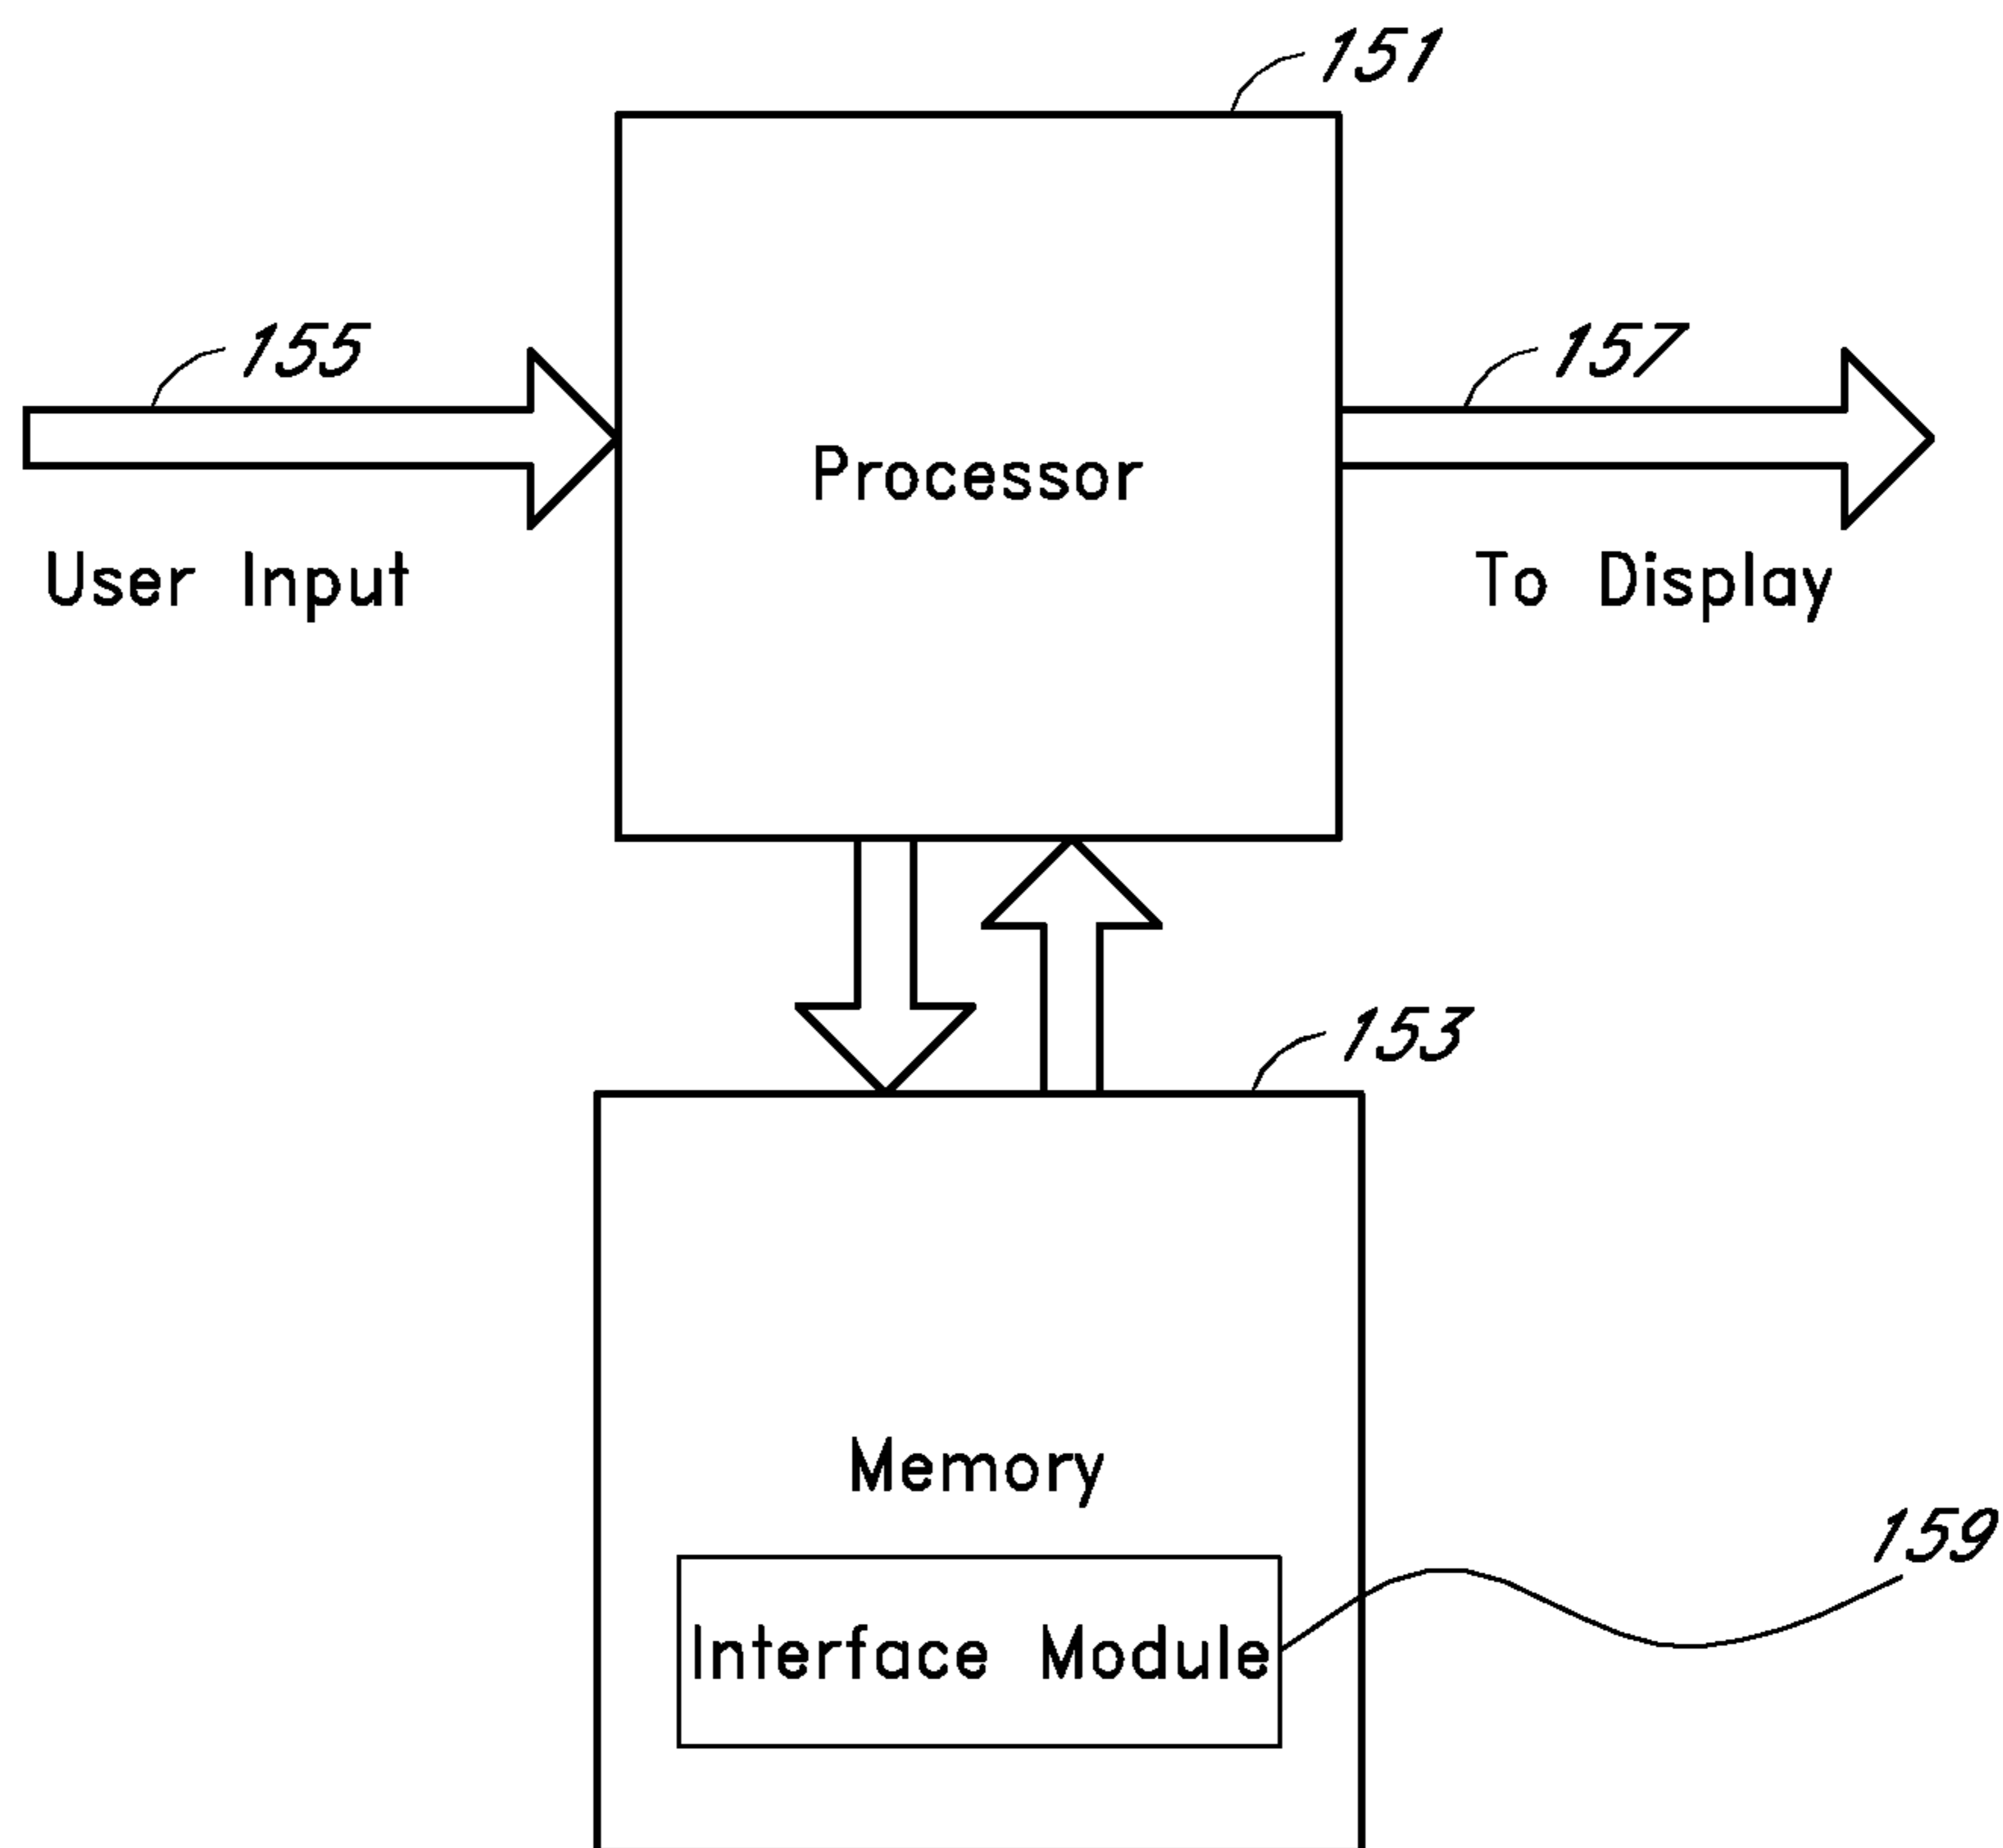 151
155
157
Processor
User Input
To Display
153
Memory
159
Interface Module